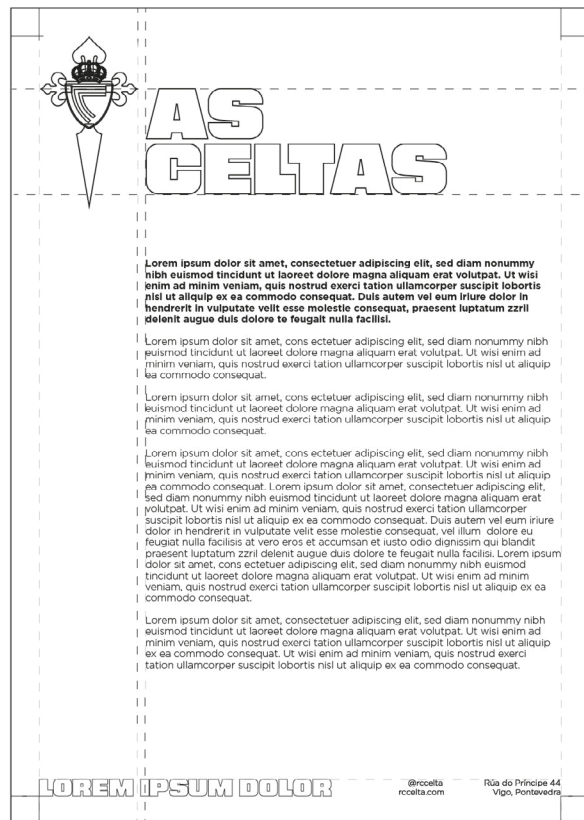 AS
CELTAS
Lorem ipsum dolor sit amet, consectetuer adipiscing elit, sed diam nonummy
nibh euismod tincidunt ut laoreet dolore magna aliquam erat volutpat. Ut wisi
enim ad minim veniam, quis nostrud exerci tation ullamcorper suscipit lobortis
nisl ut aliquip ex ea commodo consequat. Duis autem vel eum iriure dolor in
hendrerit in vulputate velit esse molestie consequat, praesent luptatum zzril
delenit augue duis dolore te feugait nulla facilisi.
Lorem ipsum dolor sit amet, cons ectetuer adipiscing elit, sed diam nonummy nibh
euismod tincidunt ut laoreet dolore magna aliquam erat volutpat. Ut wisi enim ad
minim veniam, quis nostrud exerci tation ullamcorper suscipit lobortis nisl ut aliquip
ea commodo consequat.
Lorem ipsum dolor sit amet, cons ectetuer adipiscing elit, sed diam nonummy nibh
euismod tincidunt ut laoreet dolore magna aliquam erat volutpat. Ut wisi enim ad
minim veniam, quis nostrud exerci tation ullamcorper suscipit lobortis nisl ut aliquip
ea commodo consequat.
Lorem ipsum dolor sit amet, cons ectetuer adipiscing elit, sed diam nonummy nibh
euismod tincidunt ut laoreet dolore magna aliquam erat volutpat. Ut wisi enim ad
minim veniam, quis nostrud exerci tation ullamcorper suscipit lobortis nisl ut aliquip
ea commodo consequat. Lorem ipsum dolor sit amet, consectetuer adipiscing elit,
sed diam nonummy nibh euismod tincidunt ut laoreet dolore magna aliquam erat
volutpat. Ut wisi enim ad minim veniam, quis nostrud exerci tation ullamcorper
suscipit lobortis nisl ut aliquip ex ea commodo consequat. Duis autem vel eum iriure
dolor in hendrerit in vulputate velit esse molestie consequat, vel illum dolore eu
feugiat nulla facilisis at vero eros et accumsan et iusto odio dignissim qui blandit
praesent luptatum zzril delenit augue duis dolore te feugait nulla facilisi. Lorem ipsum
dolor sit amet, consectetuer adipiscing elit, sed diam nonummy nibh euismod
tincidunt ut laoreet dolore magna aliquam erat volutpat. Ut wisi enim ad minim
veniam, quis nostrud exerci tation ullamcorper suscipit lobortis nisl ut aliquip ex ea
commodo consequat.
Lorem ipsum dolor sit amet, consectetuer adipiscing elit, sed diam nonummy nibh
euismod tincidunt ut laoreet dolore magna aliquam erat volutpat. Ut wisi enim ad
minim veniam, quis nostrud exerci tation ullamcorper suscipit lobortis nisl ut aliquip
ex ea commodo consequat. Ut wisi enim ad minim veniam, quis nostrud exerci
tation ullamcorper suscipit lobortis nisl ut aliquip ex ea commodo consequat.
LOREM IPSUM DOLOR
@rccelta
rccelta.com
Rúa do Príncipe 44
Vigo, Pontevedra